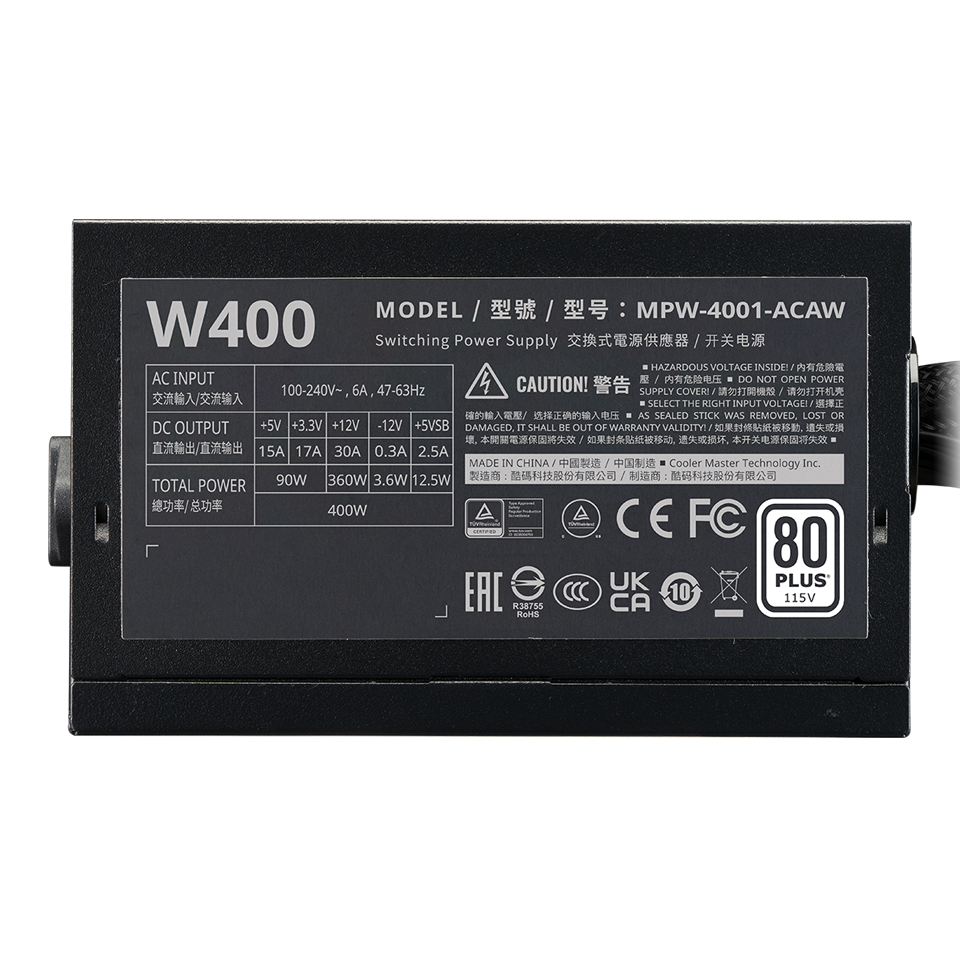 W400
MODEL / 型號 / 型号：MPW-4001-ACAW
Switching Power Supply 交換式電源供應器 / 开关电源
AC INPUT
交流輸入/交流输入
100-240V~ , 6A , 47-63Hz
DC OUTPUT
直流輸出/直流输出
+5V +3.3V +12V -12V +5VSB
15A 17A 30A 0.3A 2.5A
TOTAL POWER
總功率/ 总功率
90W 360W 3.6W 12.5W
400W
CAUTION! 警告
■ HAZARDOUS VOLTAGE INSIDE! / 內有危險電
壓 / 内有危险电压 ■ DO NOT OPEN POWER
SUPPLY COVER! / 請勿打開機殼 / 请勿打开机壳
■ SELECT THE RIGHT INPUT VOLTAGE! / 選擇正
確的輸入電壓/ 选择正确的输入电压 ■ AS SEALED STICK WAS REMOVED, LOST OR
DAMAGED, IT SHALL BE OUT OF WARRANTY VALIDITY! / 如果封條貼紙被移動, 遺失或損
壞, 本開關電源保固將失效 / 如果封条贴纸被移动, 遗失或损坏, 本开关电源保固将失效 ■
MADE IN CHINA / 中國製造 / 中国制造 ■ Cooler Master Technology Inc.
製造商：酷碼科技股份有限公司 / 制造商：酷码科技股份有限公司
TÜVRheinland
CERTIFIED
Type Approved
Safety
Regular Production
Surveillance
TÜVRheinland
CE FC
80
PLUS®
115V
EAC
R38755
RoHS
CCC
UK
CA
10